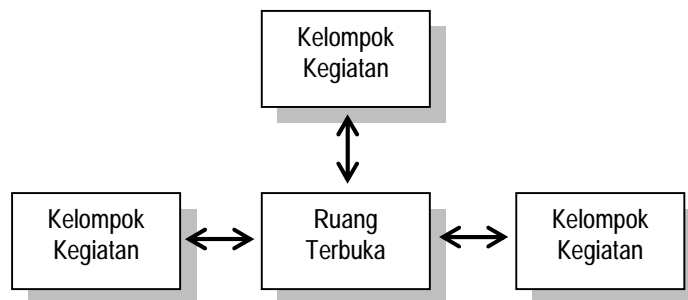 Kelompok
Kegiatan
Kelompok
Kegiatan
Ruang
Terbuka
Kelompok
Kegiatan